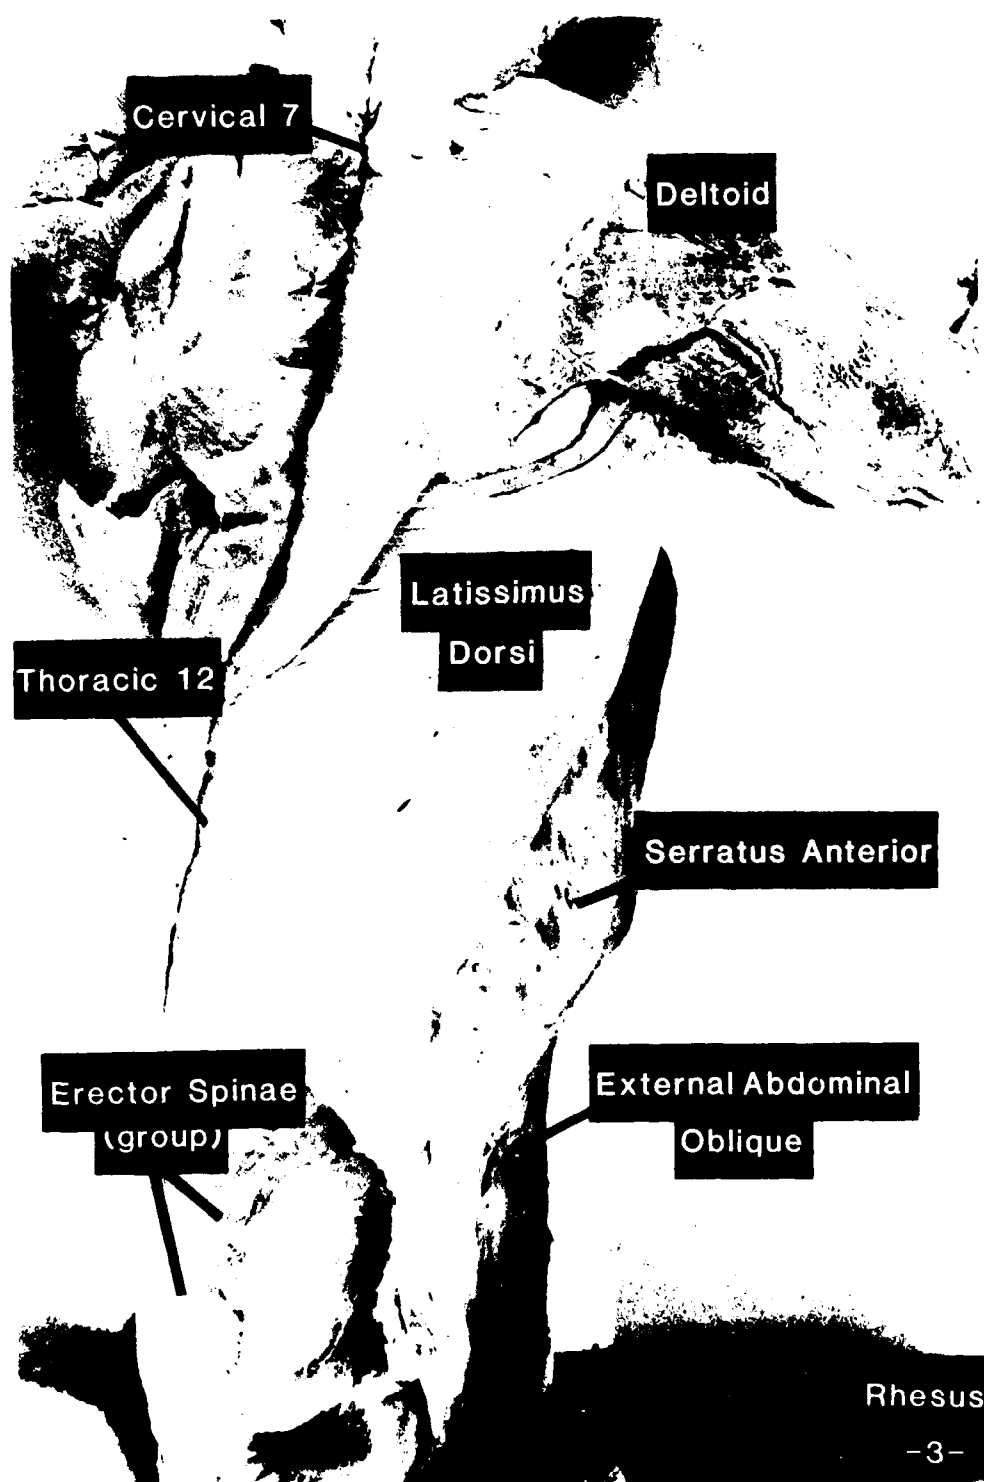 Cervical 7
Deltoid
Latissimus
Dorsi
Thoracic 12
Serratus Anterior
Erector Spinae
(group)
External Abdominal
Oblique
Rhesus
-3-